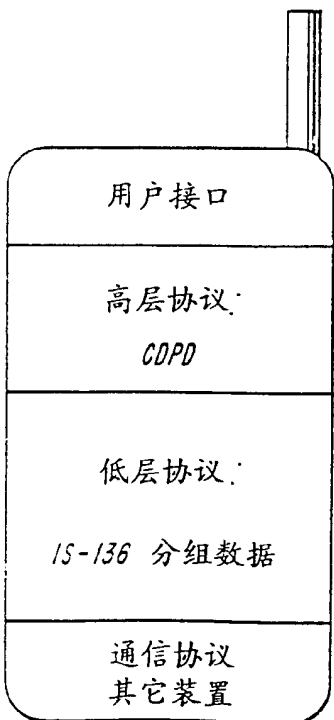 用户接口
高层协议:
CDPD
低层协议:
IS-136 分组数据
通信协议
其它装置